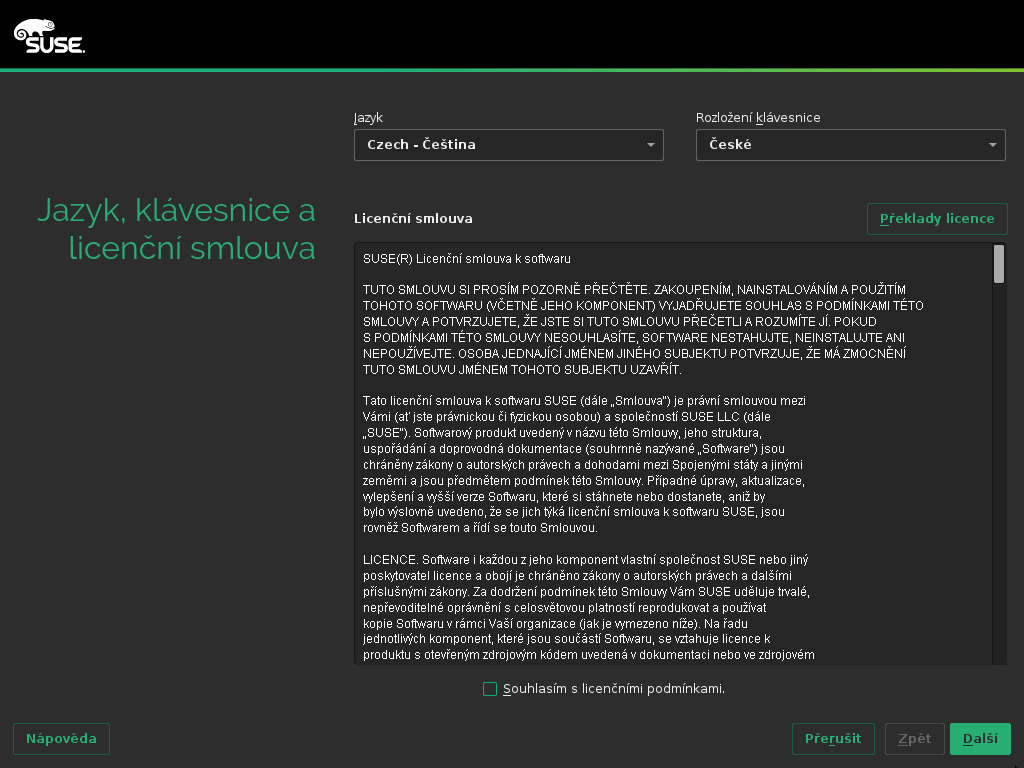 SUSE.
Jazyk
Rozložení klávesnice
Czech - Čeština
České
Jazyk, klávesnice a
licenční smlouva
Licenční smlouva
Překlady licence
SUSE(R) Licenční smlouva k softwaru
TUTO SMLOUVU SI PROSÍM POZORNĚ PŘEČTĚTE. ZAKOUPENÍM, NAINSTALOVÁNÍM A POUŽITÍM
TOHOTO SOFTWARU (VČETNĚ JEHO KOMPONENT) VYJADŘUJETE SOUHLAS S PODMÍNKAMI TÉTO
SMLOUVY A POTVRZUJETE, ŽE JSTE SI TUTO SMLOUVU PŘEČETLI A ROZUMÍTE JÍ. POKUD
S PODMÍNKAMI TÉTO SMLOUVY NESOUHLASÍTE, SOFTWARE NESTAHUJTE, NEINSTALUJTE ANI
NEPOUŽÍVEJTE. OSOBA JEDNAJÍCÍ JMÉNEM JINÉHO SUBJEKTU POTVRZUJE, ŽE MÁ ZMOCNĚNÍ
TUTO SMLOUVU JMÉNEM TOHOTO SUBJEKTU UZAVŘÍT.
Tato licenční smlouva k softwaru SUSE (dále „Smlouva") je právní smlouvou mezi
Vámi (ať jste právnickou či fyzickou osobou) a společností SUSE LLC (dále
„SUSE"). Softwarový produkt uvedený v názvu této Smlouvy, jeho struktura,
uspořádání a doprovodná dokumentace (souhrnně nazývané „Software") jsou
chráněny zákony o autorských právech a dohodami mezi Spojenými státy a jinými
zeměmi a jsou předmětem podmínek této Smlouvy. Případné úpravy, aktualizace,
vylepšení a vyšší verze Softwaru, které si stáhnete nebo dostanete, aniž by
bylo výslovně uvedeno, že se jich týká licenční smlouva k softwaru SUSE, jsou
rovněž Softwarem a řídí se touto Smlouvou.
LICENCE. Software i každou z jeho komponent vlastní společnost SUSE nebo jiný
poskytovatel licence a obojí je chráněno zákony o autorských právech a dalšími
příslušnými zákony. Za dodržení podmínek této Smlouvy Vám SUSE uděluje trvalé,
nepřevoditelné oprávnění s celosvětovou platností reprodukovat a používat
kopie Softwaru v rámci Vaší organizace (jak je vymezeno níže). Na řadu
jednotlivých komponent, které jsou součástí Softwaru, se vztahuje licence k
produktu s otevřeným zdrojovým kódem uvedená v dokumentaci nebo ve zdrojovém
Souhlasím s licenčními podmínkami.
Nápověda
Přerušit
Zpět
Další